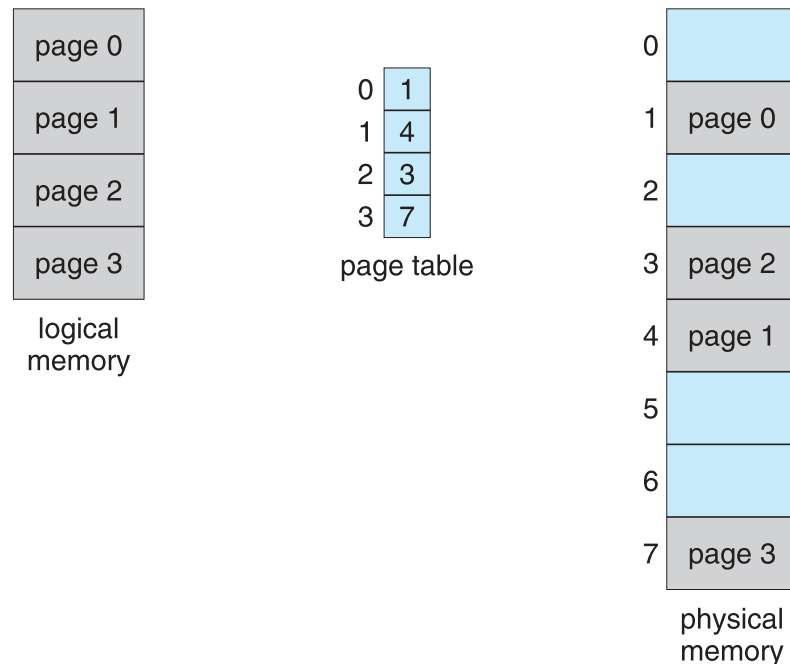 page 0
page 1
page 2
page 3
logical
memory
0 1
1 4
2 3
3 7
page table
0
1 page 0
2
3 page 2
4 page 1
5
6
7 page 3
physical
memory